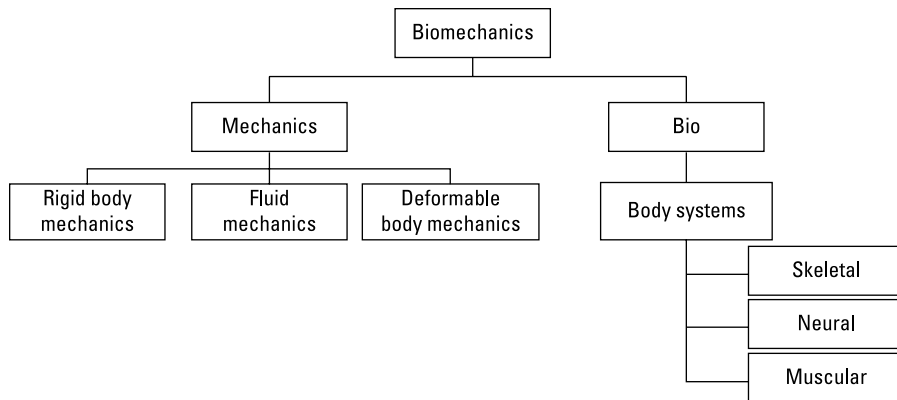 Biomechanics
Mechanics
Bio
Rigid body
mechanics
Fluid
mechanics
Deformable
body mechanics
Body systems
Skeletal
Neural
Muscular